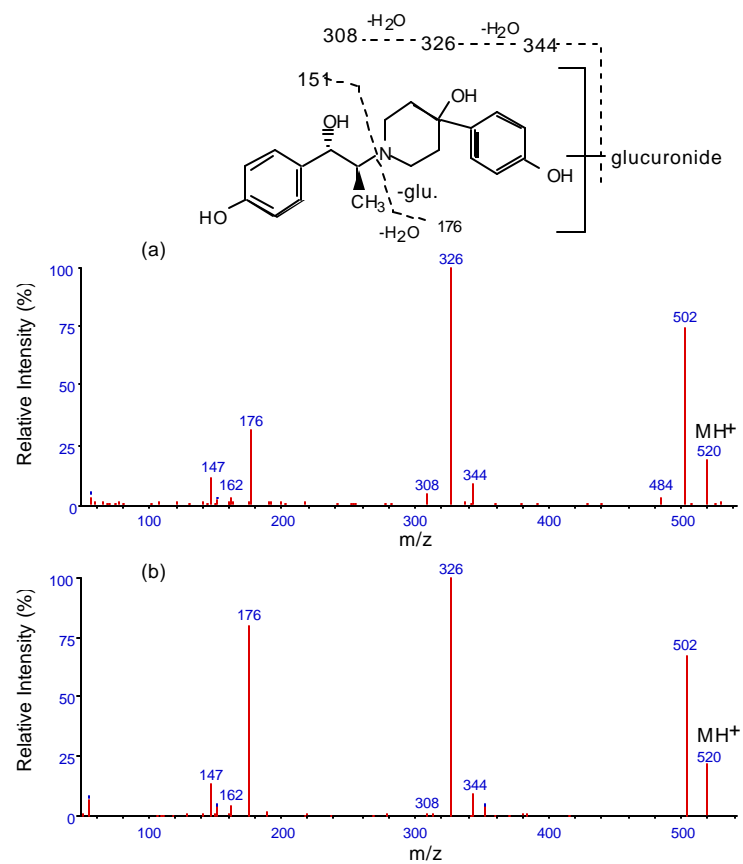 -H2O
-H2O
308
326
344
151
OH
OH
N
glucuronide
OH
-glu.
CH3
HO
-H2O
176
(a)
Relative Intensity (%)
100
75
50
25
0
326
502
176
MH+
520
147
162
308
344
484
100
200
300
400
500
m/z
(b)
Relative Intensity (%)
100
75
50
25
0
326
176
502
MH+
520
147
162
308
344
100
200
300
400
500
m/z